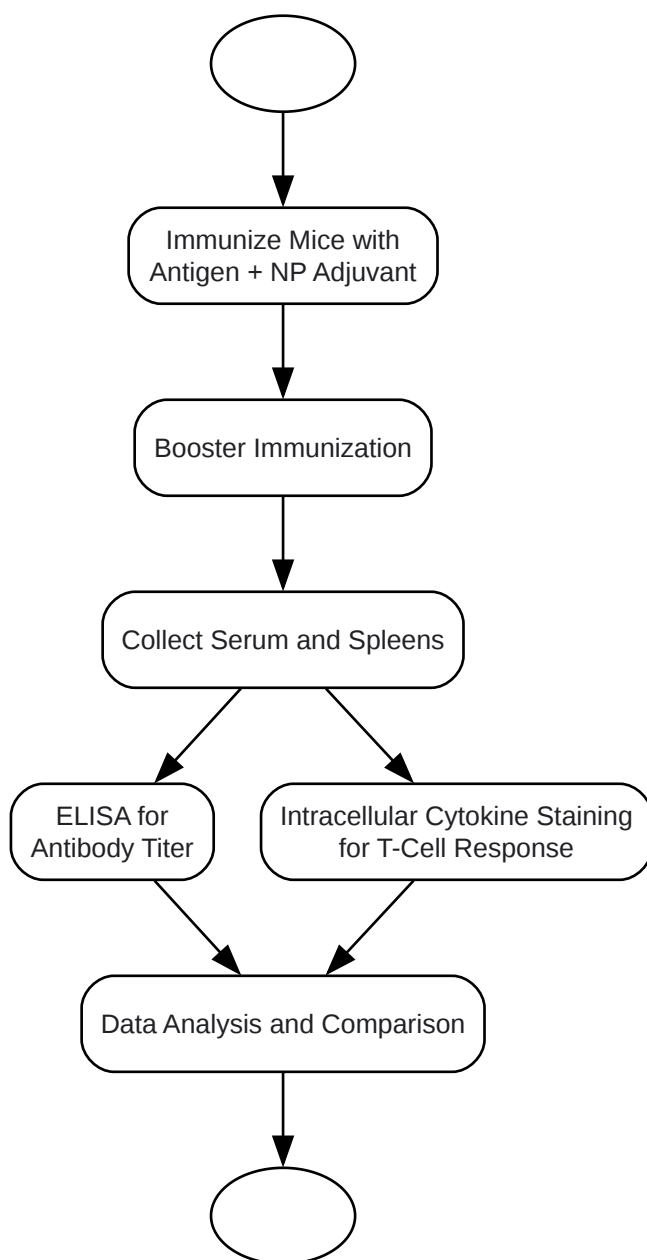 Immunize Mice with
Antigen + NP Adjuvant
Booster Immunization
Collect Serum and Spleens
ELISA for
Antibody Titer
Intracellular Cytokine Staining
for T-Cell Response
Data Analysis and Comparison